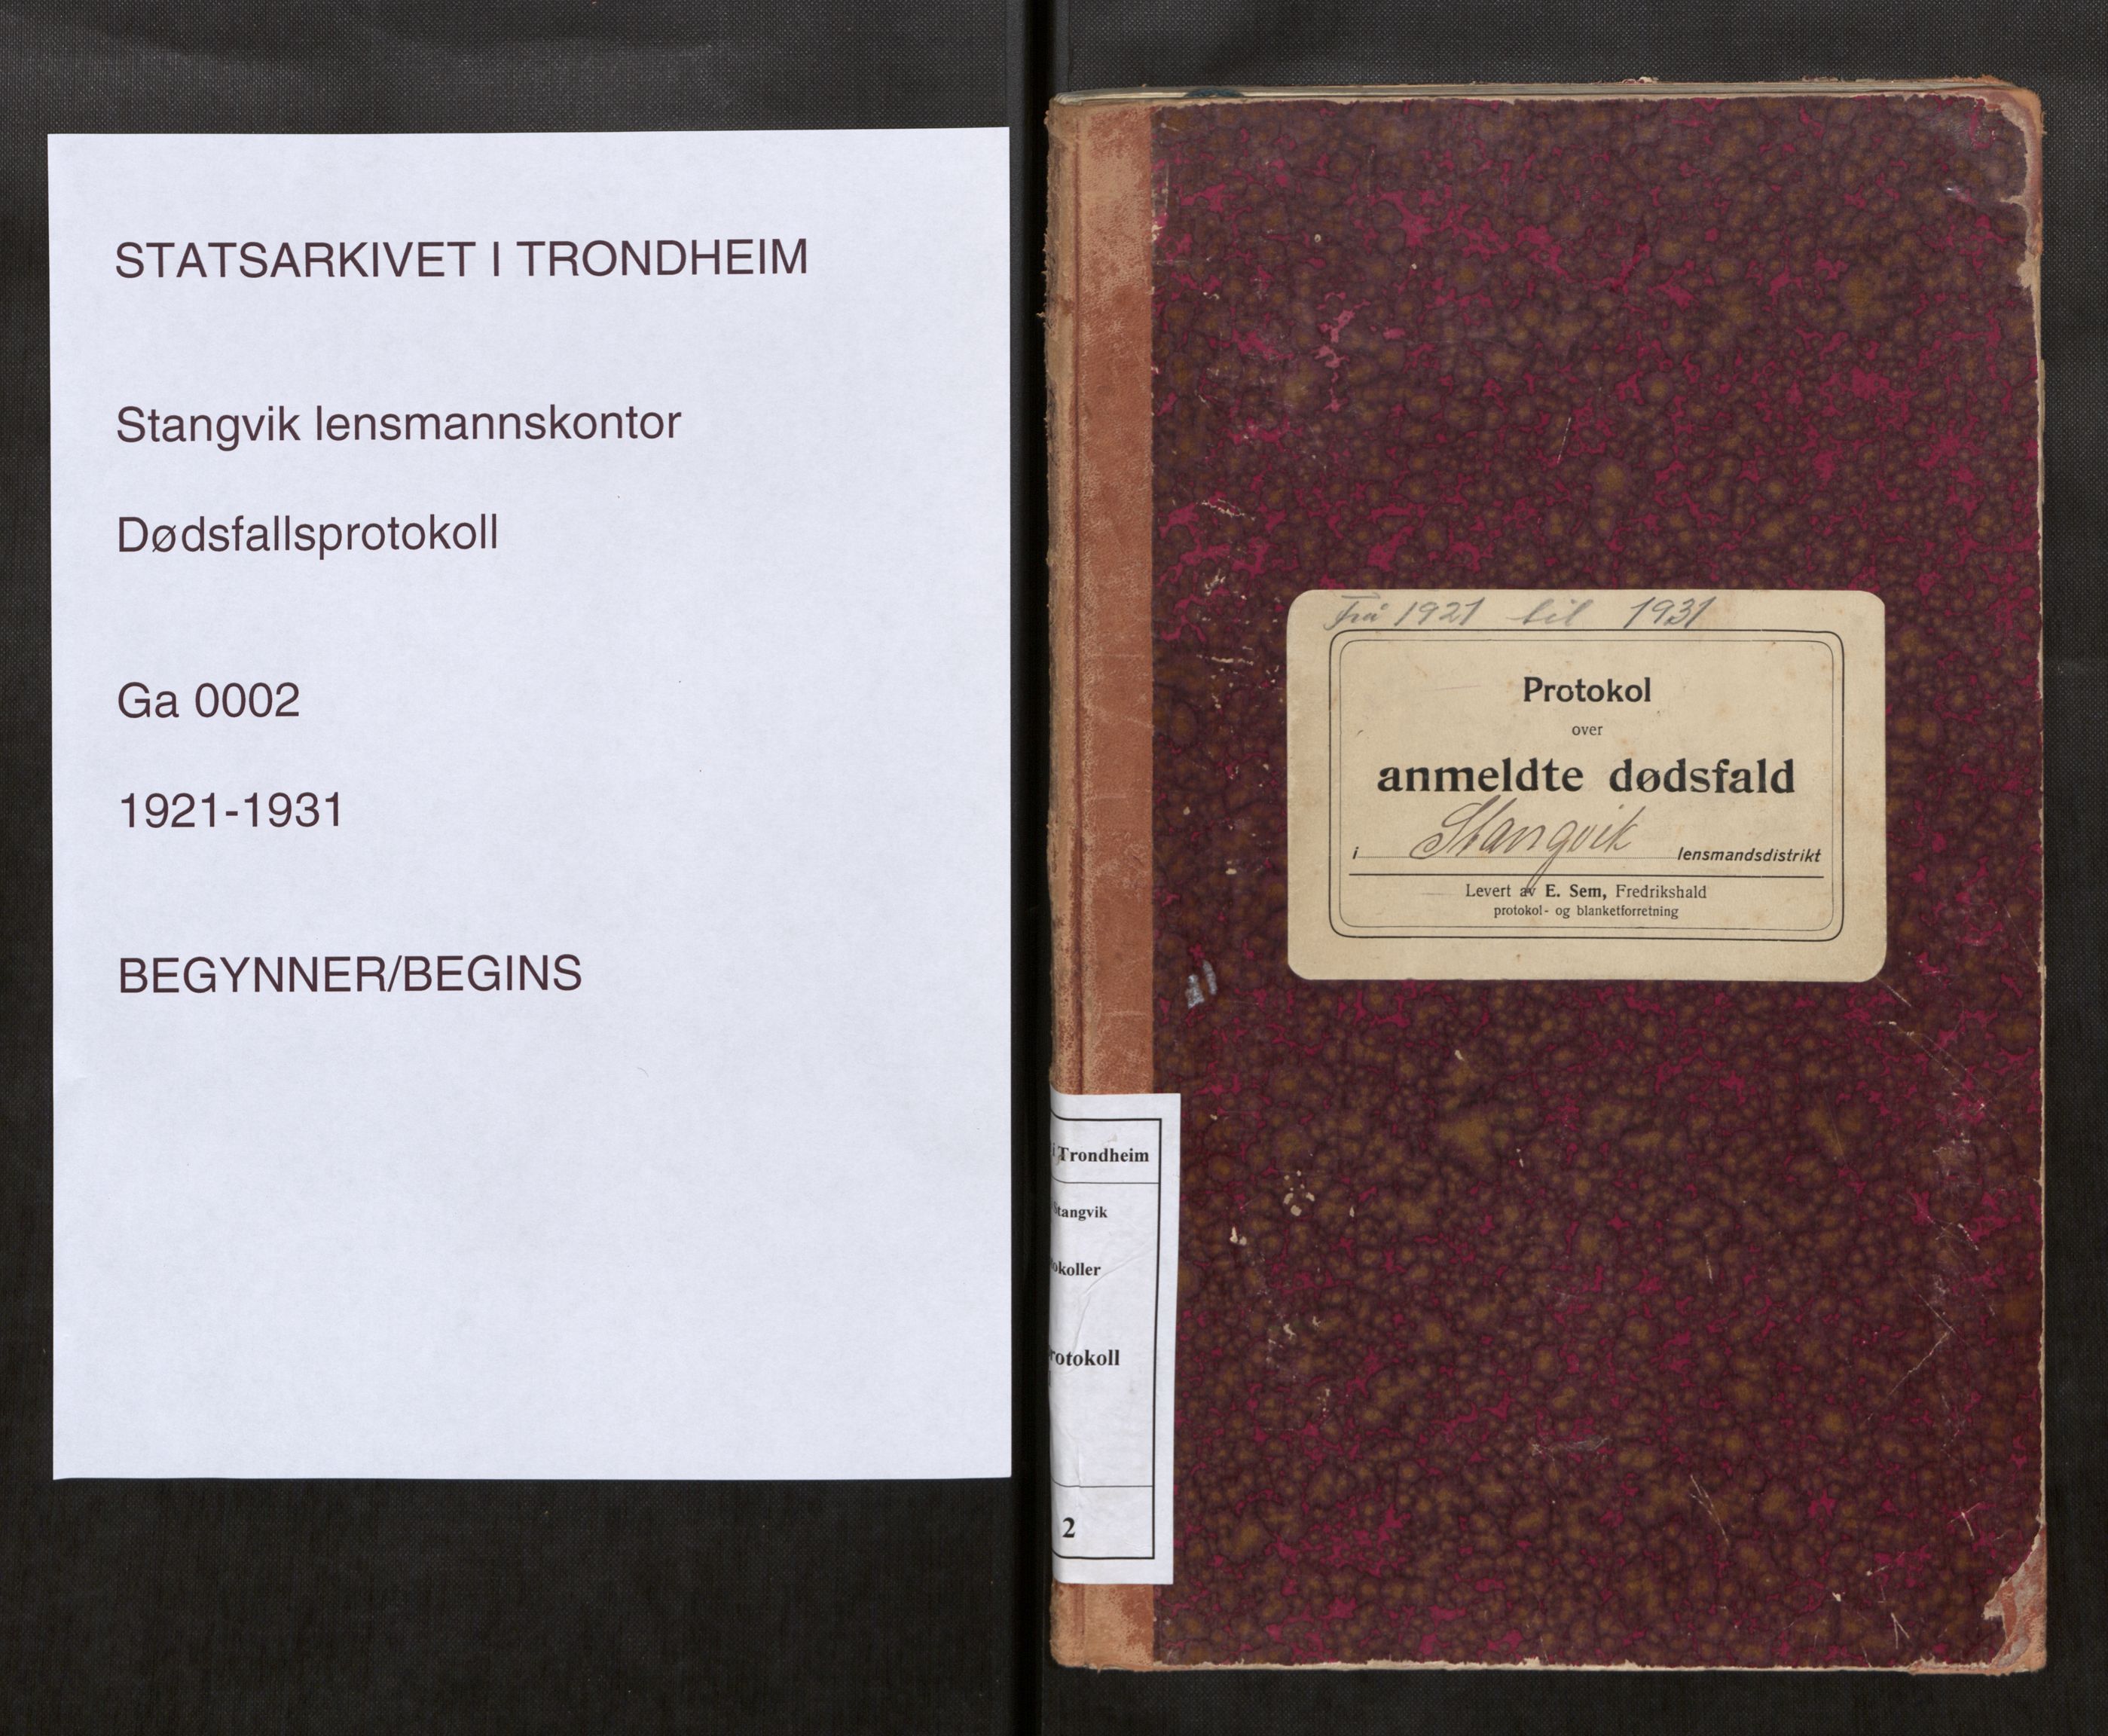 STATSARKIVET I TRONDHEIM
Stangvik lensmannskontor
Dødsfallsprotokoll
Ga 0002
1921-1931
BEGYNNER/BEGINS
Frå 1921 til 1931
Protokol
over
anmeldte dødsfald
i Stangvik lensmandsdistrikt
Levert av E. Sem, Fredrikshald
protokol- og blanketforretning
i Trondheim
Stangvik
okoller
rotokoll
2